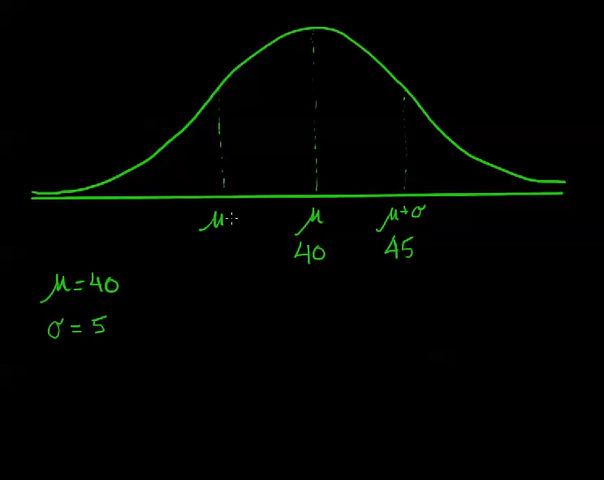 μ μ μ+σ
40 45
μ = 40
σ = 5